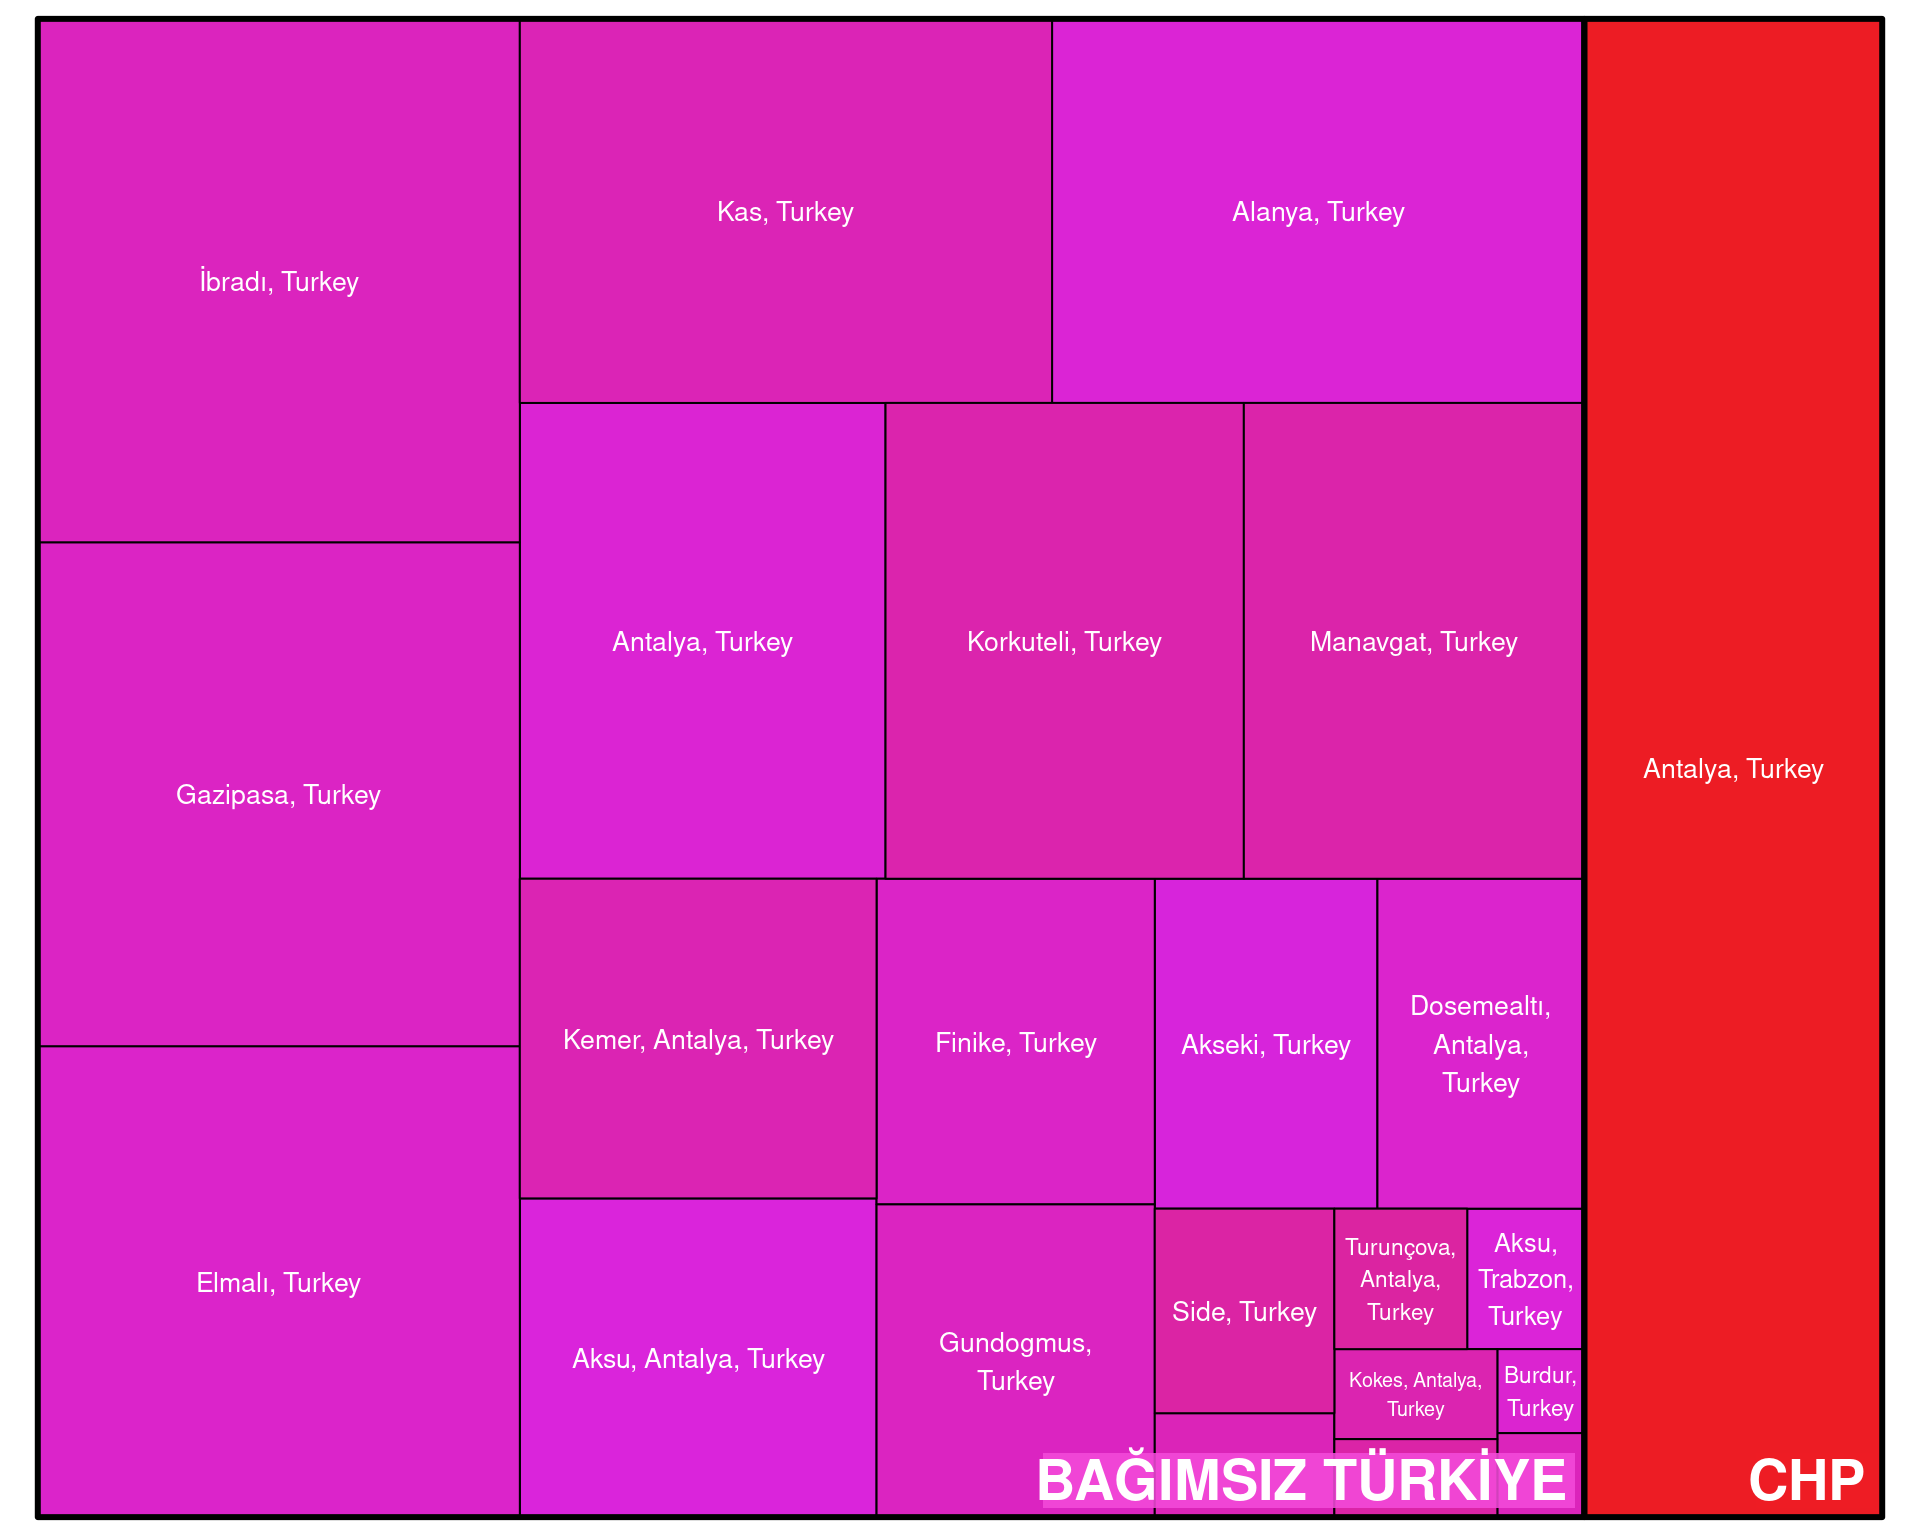 İbradı, Turkey
Kas, Turkey
Alanya, Turkey
Gazipasa, Turkey
Antalya, Turkey
Korkuteli, Turkey
Manavgat, Turkey
Antalya, Turkey
Elmalı, Turkey
Kemer, Antalya, Turkey
Finike, Turkey
Akseki, Turkey
Dosemealtı,
Antalya,
Turkey
Aksu, Antalya, Turkey
Gundogmus,
Turkey
Side, Turkey
Turunçova,
Antalya,
Turkey
Aksu,
Trabzon,
Turkey
Kokes, Antalya,
Turkey
Burdur,
Turkey
BAĞIMSIZ TÜRKİYE
CHP